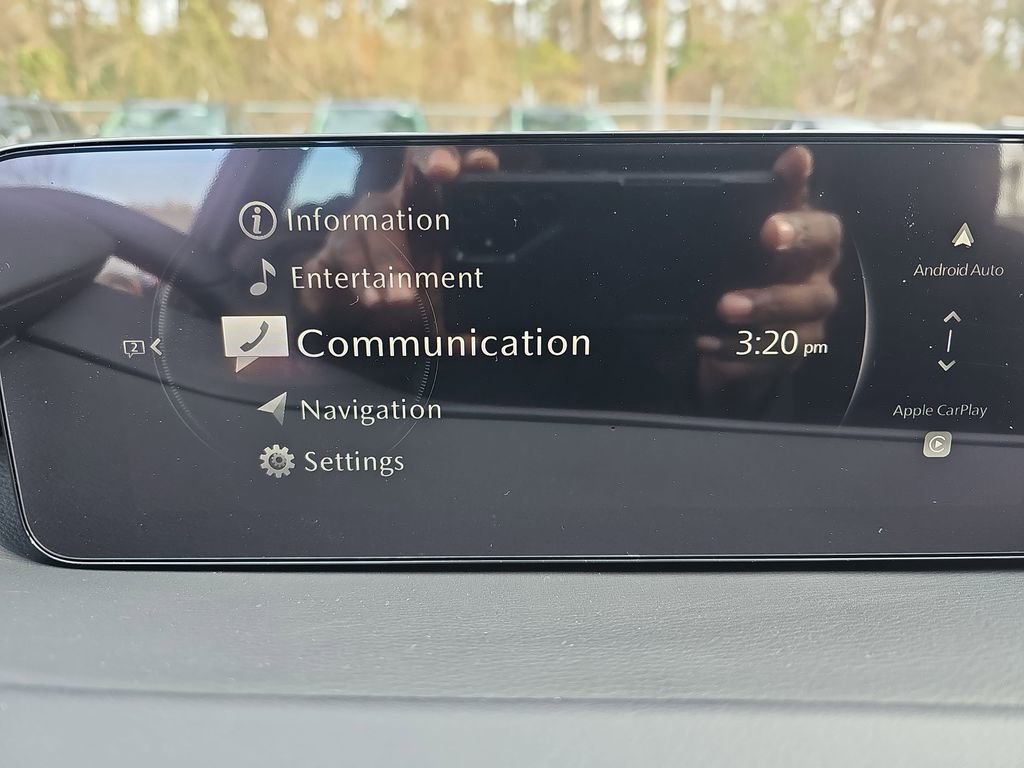 Information
Entertainment
2
Communication
3:20 pm
Navigation
Settings
Android Auto
Apple CarPlay